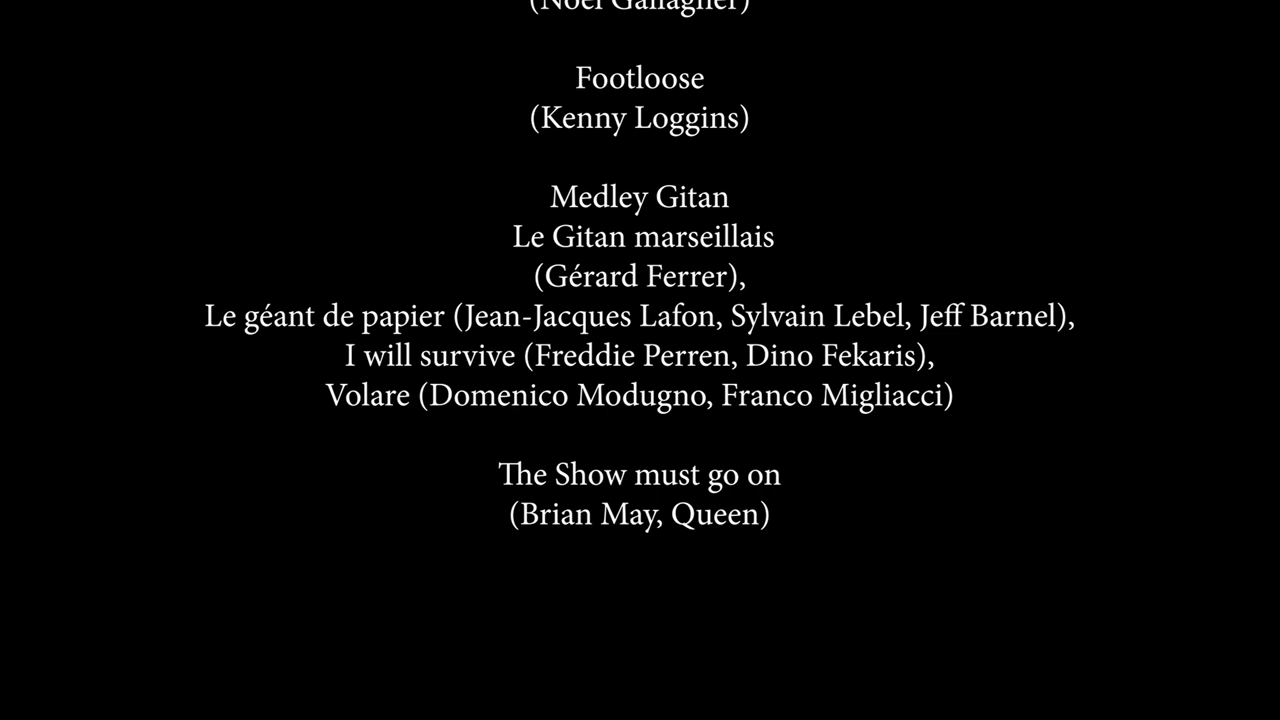 (Noel Gallagher)
Footloose
(Kenny Loggins)
Medley Gitan
Le Gitan marseillais
(Gérard Ferrer),
Le géant de papier (Jean-Jacques Lafon, Sylvain Lebel, Jeff Barnel),
I will survive (Freddie Perren, Dino Fekaris),
Volare (Domenico Modugno, Franco Migliacci)
The Show must go on
(Brian May, Queen)